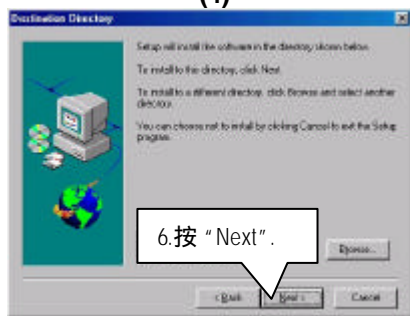 Destination Directory
Setup will install the software in the directory shown below.
To install to this directory, click Next.
To install to a different directory, click Browse and select another
directory.
You can choose not to install by clicking Cancel to exit the Setup
program.
6.按 “Next”.
Browse...
< Back
Next >
Cancel